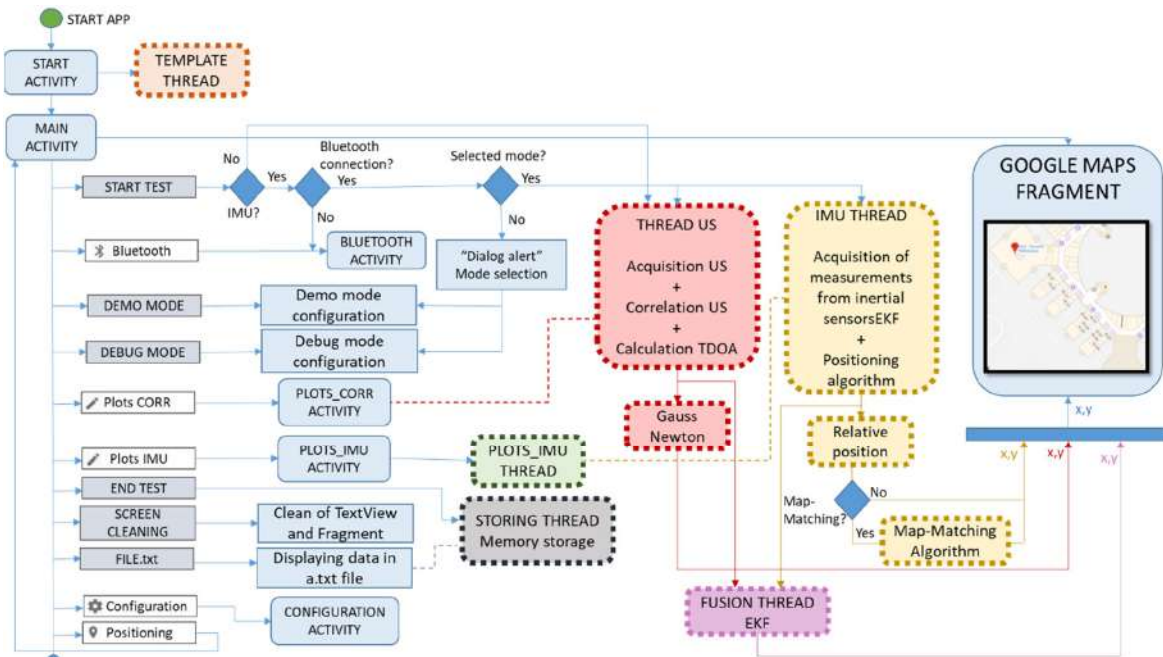 START APP
START
ACTIVITY
TEMPLATE
THREAD
MAIN
ACTIVITY
No
Bluetooth
connection?
Selected mode?
START TEST
Yes
IMU?
Yes
Yes
No
No
Bluetooth
BLUETOOTH
ACTIVITY
"Dialog alert"
Mode selection
DEMO MODE
Demo mode
configuration
DEBUG MODE
Debug mode
configuration
Plots CORR
PLOTS_CORR
ACTIVITY
Plots IMU
PLOTS_IMU
ACTIVITY
PLOTS_IMU
THREAD
END TEST
STORING THREAD
Memory storage
SCREEN
CLEANING
Clean of TextView
and Fragment
FILE.txt
Displaying data in
a.txt file
Configuration
CONFIGURATION
ACTIVITY
Positioning
THREAD US
Acquisition US
+
Correlation US
+
Calculation TDOA
Gauss
Newton
IMU THREAD
Acquisition of
measurements
from inertial
sensorsEKF
+
Positioning
algorithm
Relative
position
Map-
Matching?
No
Yes
Map-Matching
Algorithm
FUSION THREAD
EKF
GOOGLE MAPS
FRAGMENT
x,y
x,y
x,y
x,y